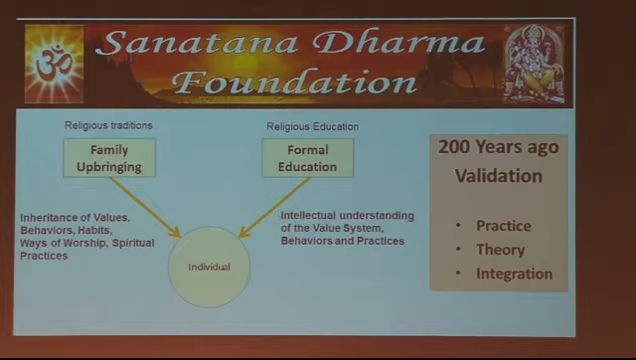 Sanatana Dharma
Foundation
Religious traditions
Family
Upbringing
Religious Education
Formal
Education
Inheritance of Values,
Behaviors, Habits,
Ways of Worship, Spiritual
Practices
Intellectual understanding
of the Value System,
Behaviors and Practices
Individual
200 Years ago
Validation
• Practice
• Theory
• Integration
ॐ